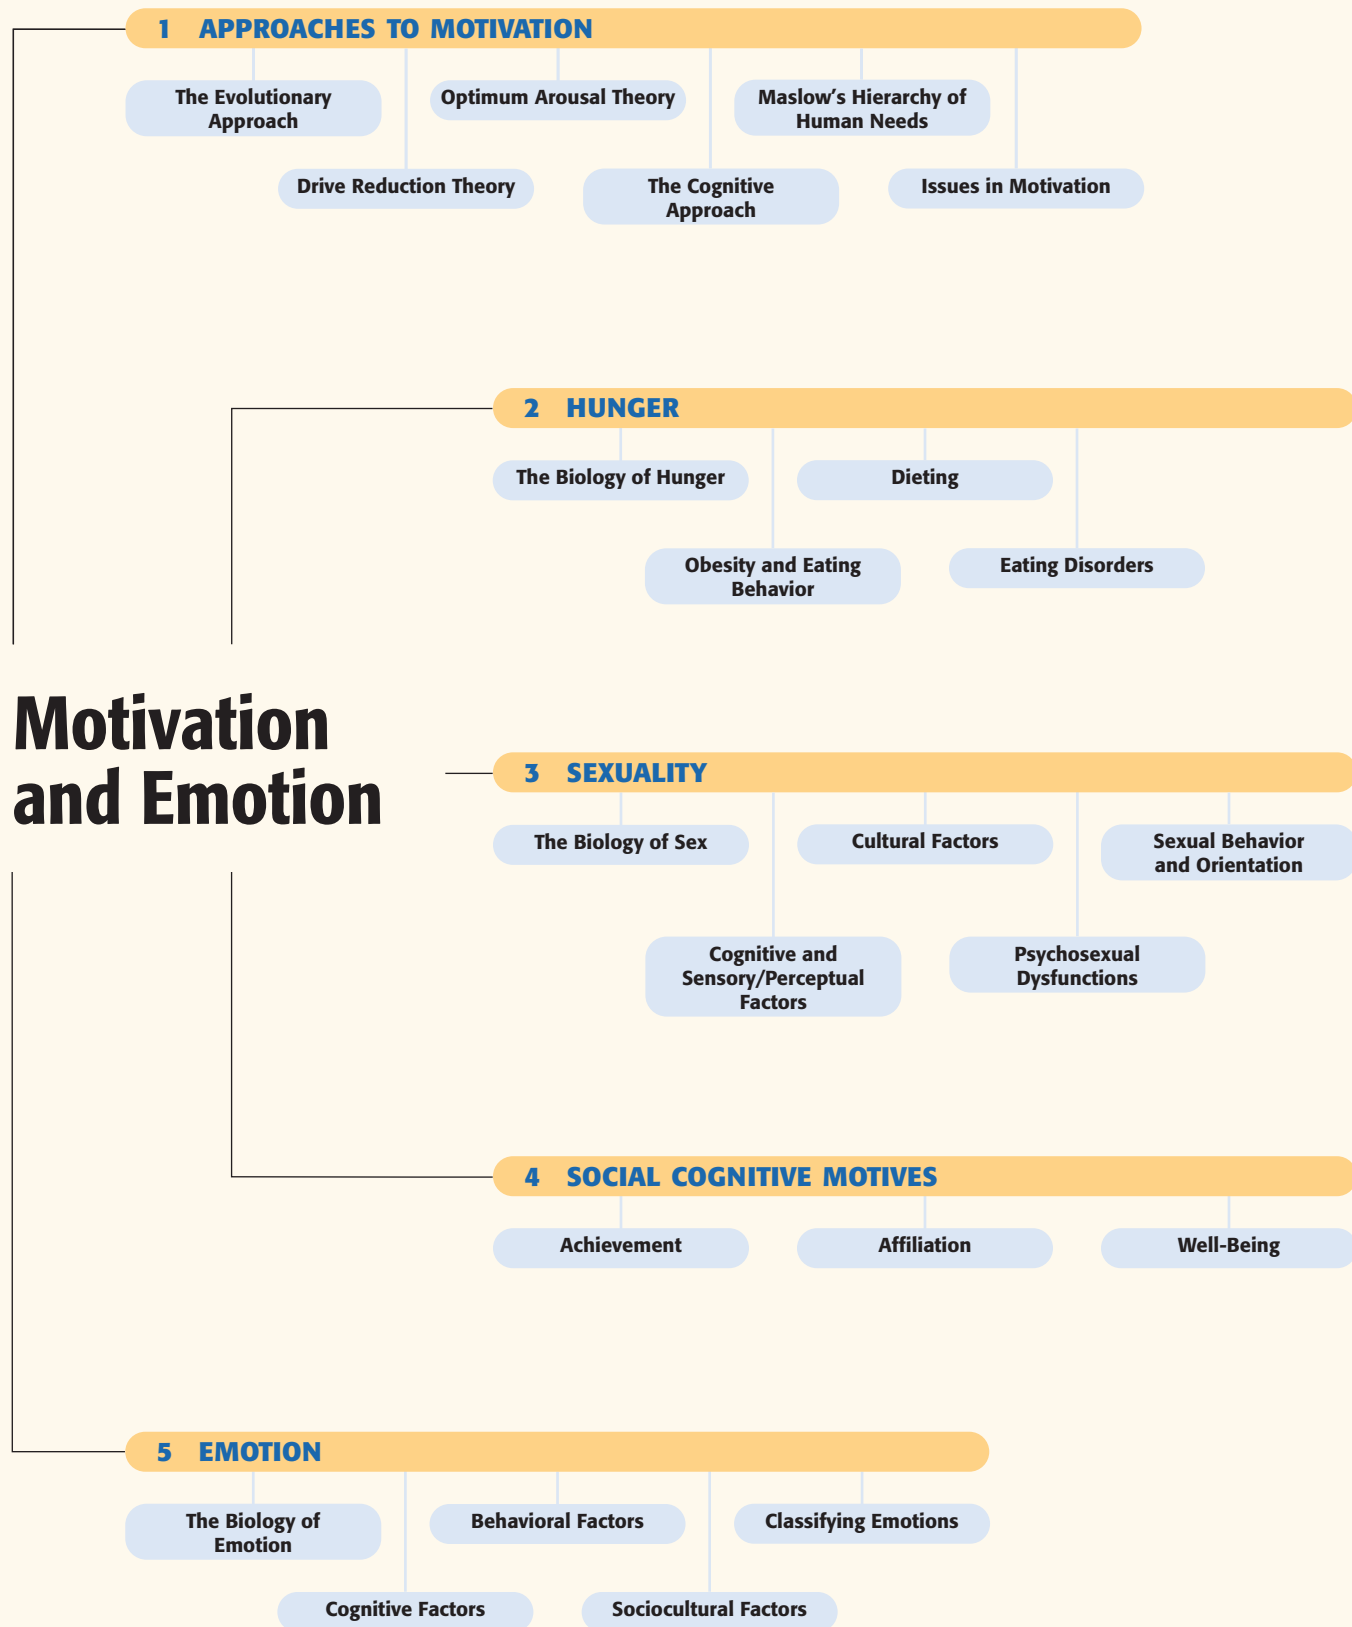 1 APPROACHES TO MOTIVATION
The Evolutionary
Approach
Drive Reduction Theory
Optimum Arousal Theory
The Cognitive
Approach
Maslow’s Hierarchy of
Human Needs
Issues in Motivation
2 HUNGER
The Biology of Hunger
Obesity and Eating
Behavior
Dieting
Eating Disorders
Motivation
and Emotion
3 SEXUALITY
The Biology of Sex
Cognitive and
Sensory/Perceptual
Factors
Cultural Factors
Psychosexual
Dysfunctions
Sexual Behavior
and Orientation
4 SOCIAL COGNITIVE MOTIVES
Achievement
Affiliation
Well-Being
5 EMOTION
The Biology of
Emotion
Cognitive Factors
Behavioral Factors
Sociocultural Factors
Classifying Emotions